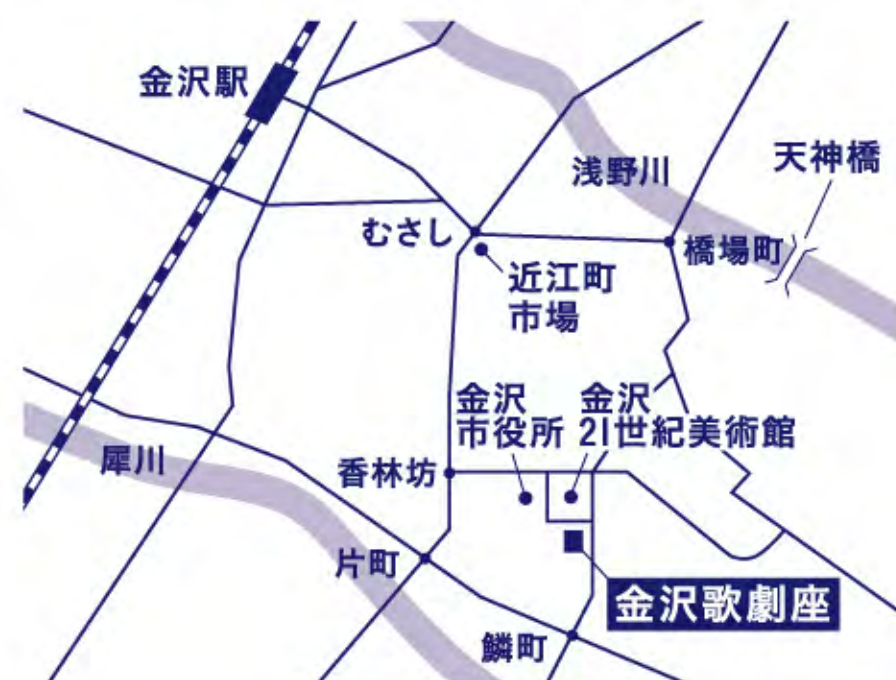 金沢駅
浅野川
天神橋
むさし
橋場町
近江町
市場
金沢
市役所
金沢
21世紀美術館
犀川
香林坊
片町
金沢歌劇座
鱗町